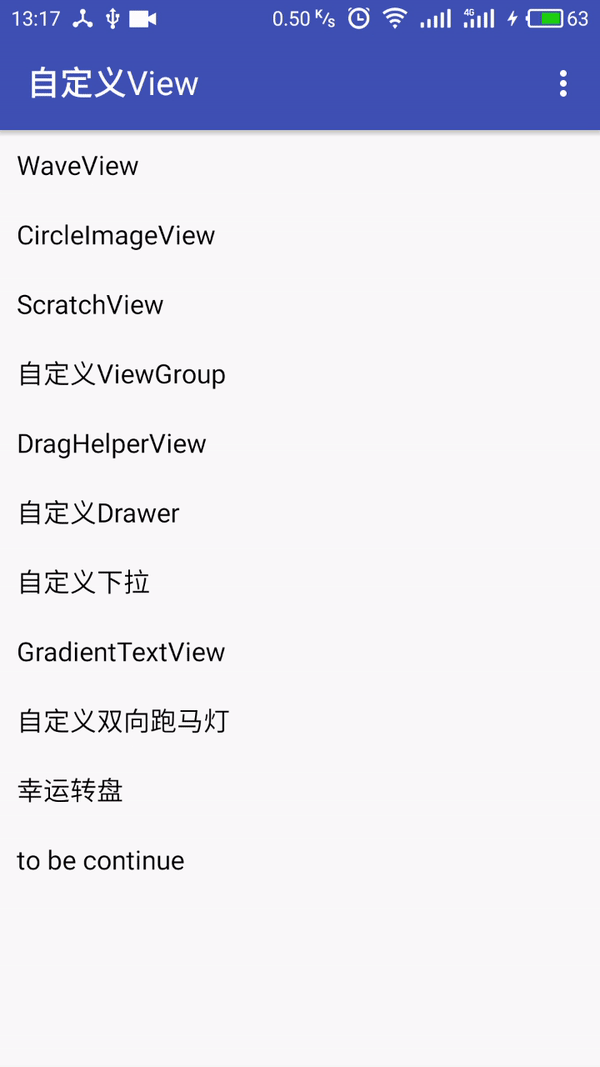 13:17 0.50 K/s 4G 63
自定义View
WaveView
CircleImageView
ScratchView
自定义ViewGroup
DragHelperView
自定义Drawer
自定义下拉
GradientTextView
自定义双向跑马灯
幸运转盘
to be continue